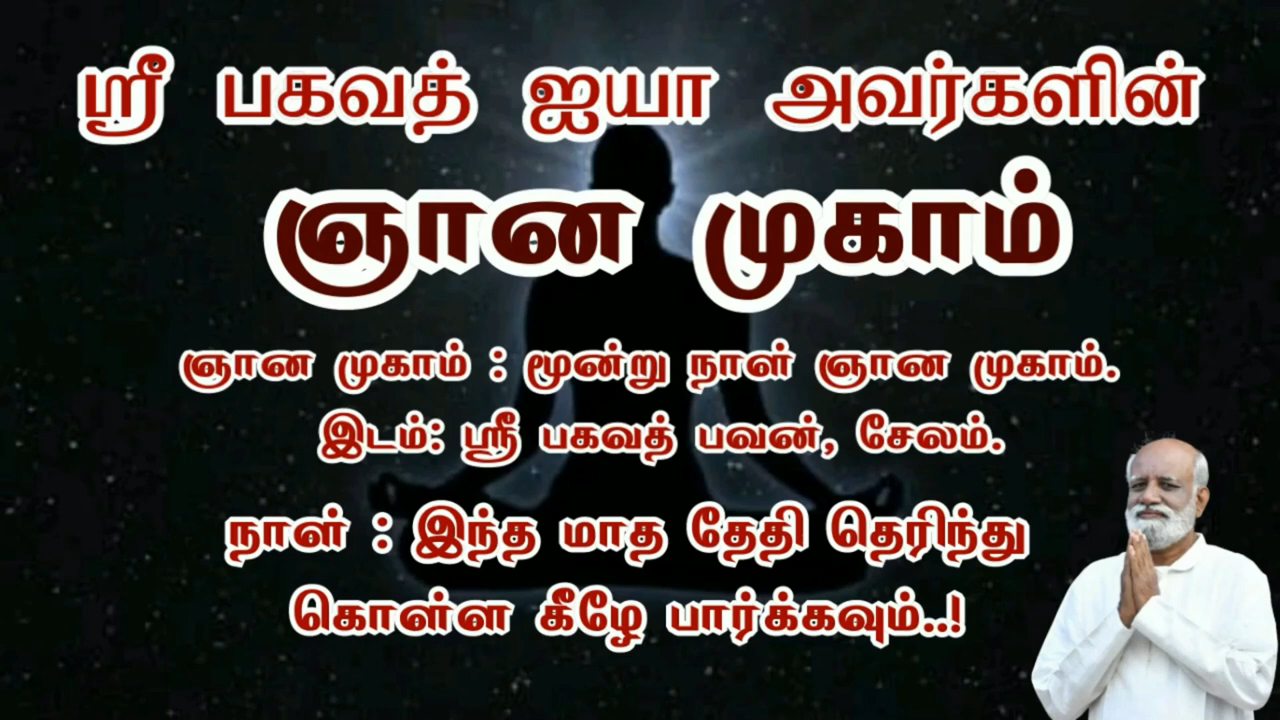 ஸ்ரீ பகவத் ஐயா அவர்களின்
ஞான முகாம்
ஞான முகாம் : மூன்று நாள் ஞான முகாம்.
இடம்: ஸ்ரீ பகவத் பவன், சேலம்.
நாள் : இந்த மாத தேதி தெரிந்து
கொள்ள கீழே பார்க்கவும்..!